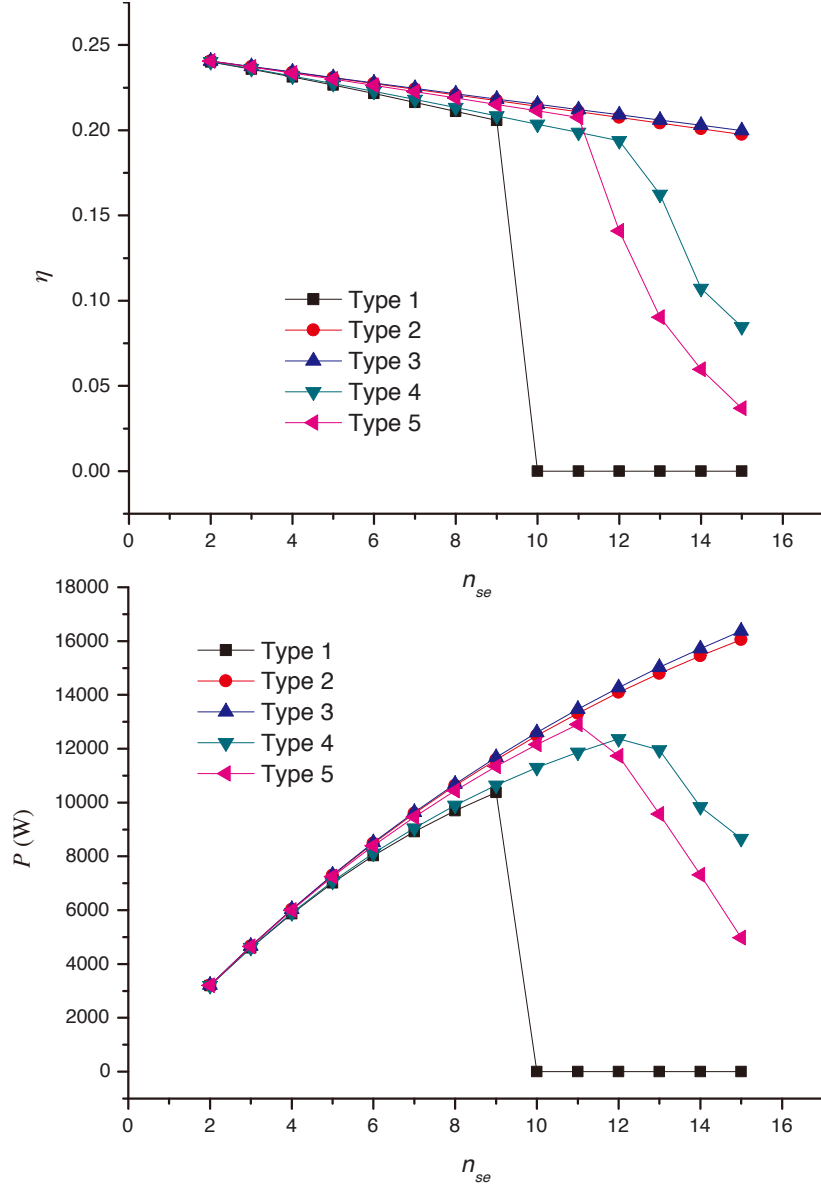 0.25
0.20
0.15
0.10
0.05
0.00
η
Type 1
Type 2
Type 3
Type 4
Type 5
0 2 4 6 8 10 12 14 16
n_se
18000
16000
14000
12000
10000
8000
6000
4000
2000
0
P (W)
Type 1
Type 2
Type 3
Type 4
Type 5
0 2 4 6 8 10 12 14 16
n_se